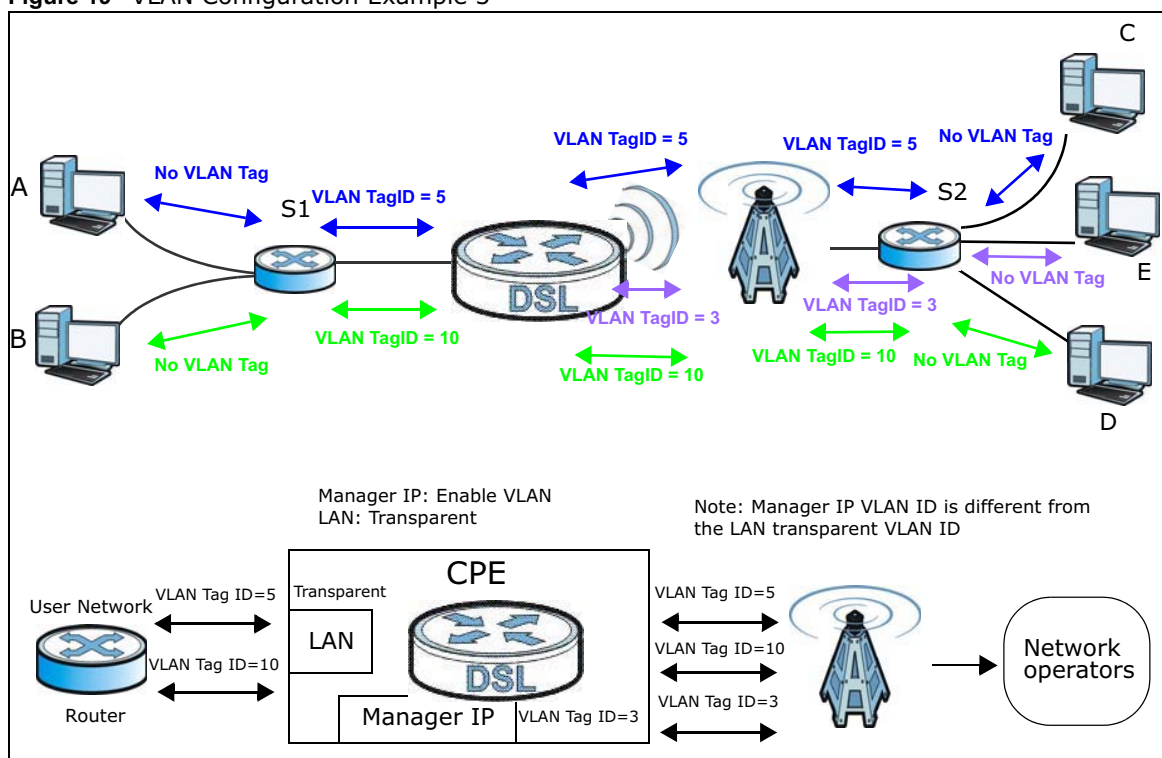 Figure 10 VLAN Configuration Example 3
C
VLAN TagID = 5
VLAN TagID = 5
No VLAN Tag
A
No VLAN Tag
S1
VLAN TagID = 5
S2
E
DSL
No VLAN Tag
VLAN TagID = 3
VLAN TagID = 3
B
No VLAN Tag
VLAN TagID = 10
VLAN TagID = 10
VLAN TagID = 10
No VLAN Tag
D
Manager IP: Enable VLAN
LAN: Transparent
Note: Manager IP VLAN ID is different from
the LAN transparent VLAN ID
CPE
User Network
VLAN Tag ID=5
Transparent
LAN
DSL
VLAN Tag ID=5
VLAN Tag ID=10
VLAN Tag ID=10
Router
Manager IP
VLAN Tag ID=3
VLAN Tag ID=3
Network
operators